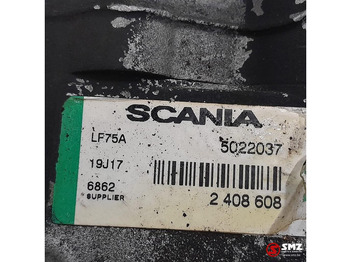 SCANIA
LF75A 5022037
19J17
6862 2 408 608
SUPPLIER
SMZ